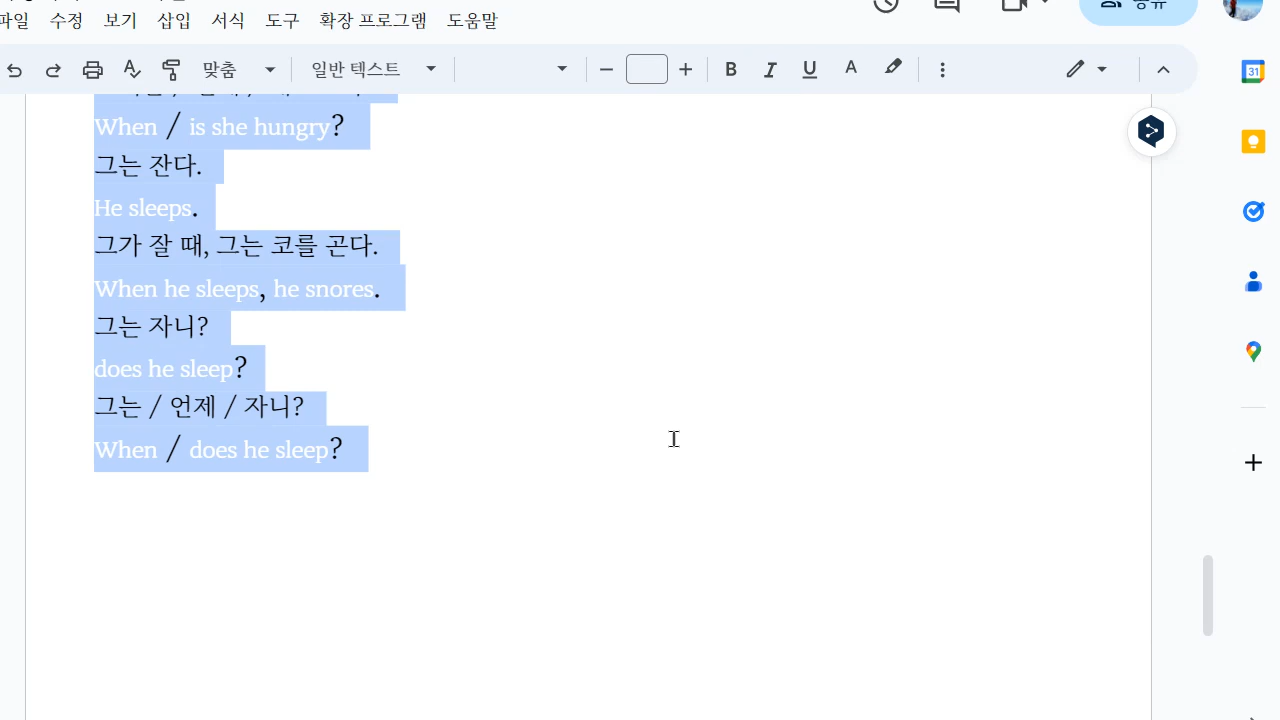 파일 수정 보기 삽입 서식 도구 확장 프로그램 도움말
공유
맞춤 일반 텍스트 B I U A
31
When / is she hungry?
그는 잔다.
He sleeps.
그가 잘 때, 그는 코를 곤다.
When he sleeps, he snores.
그는 자니?
does he sleep?
그는 / 언제 / 자니?
When / does he sleep?